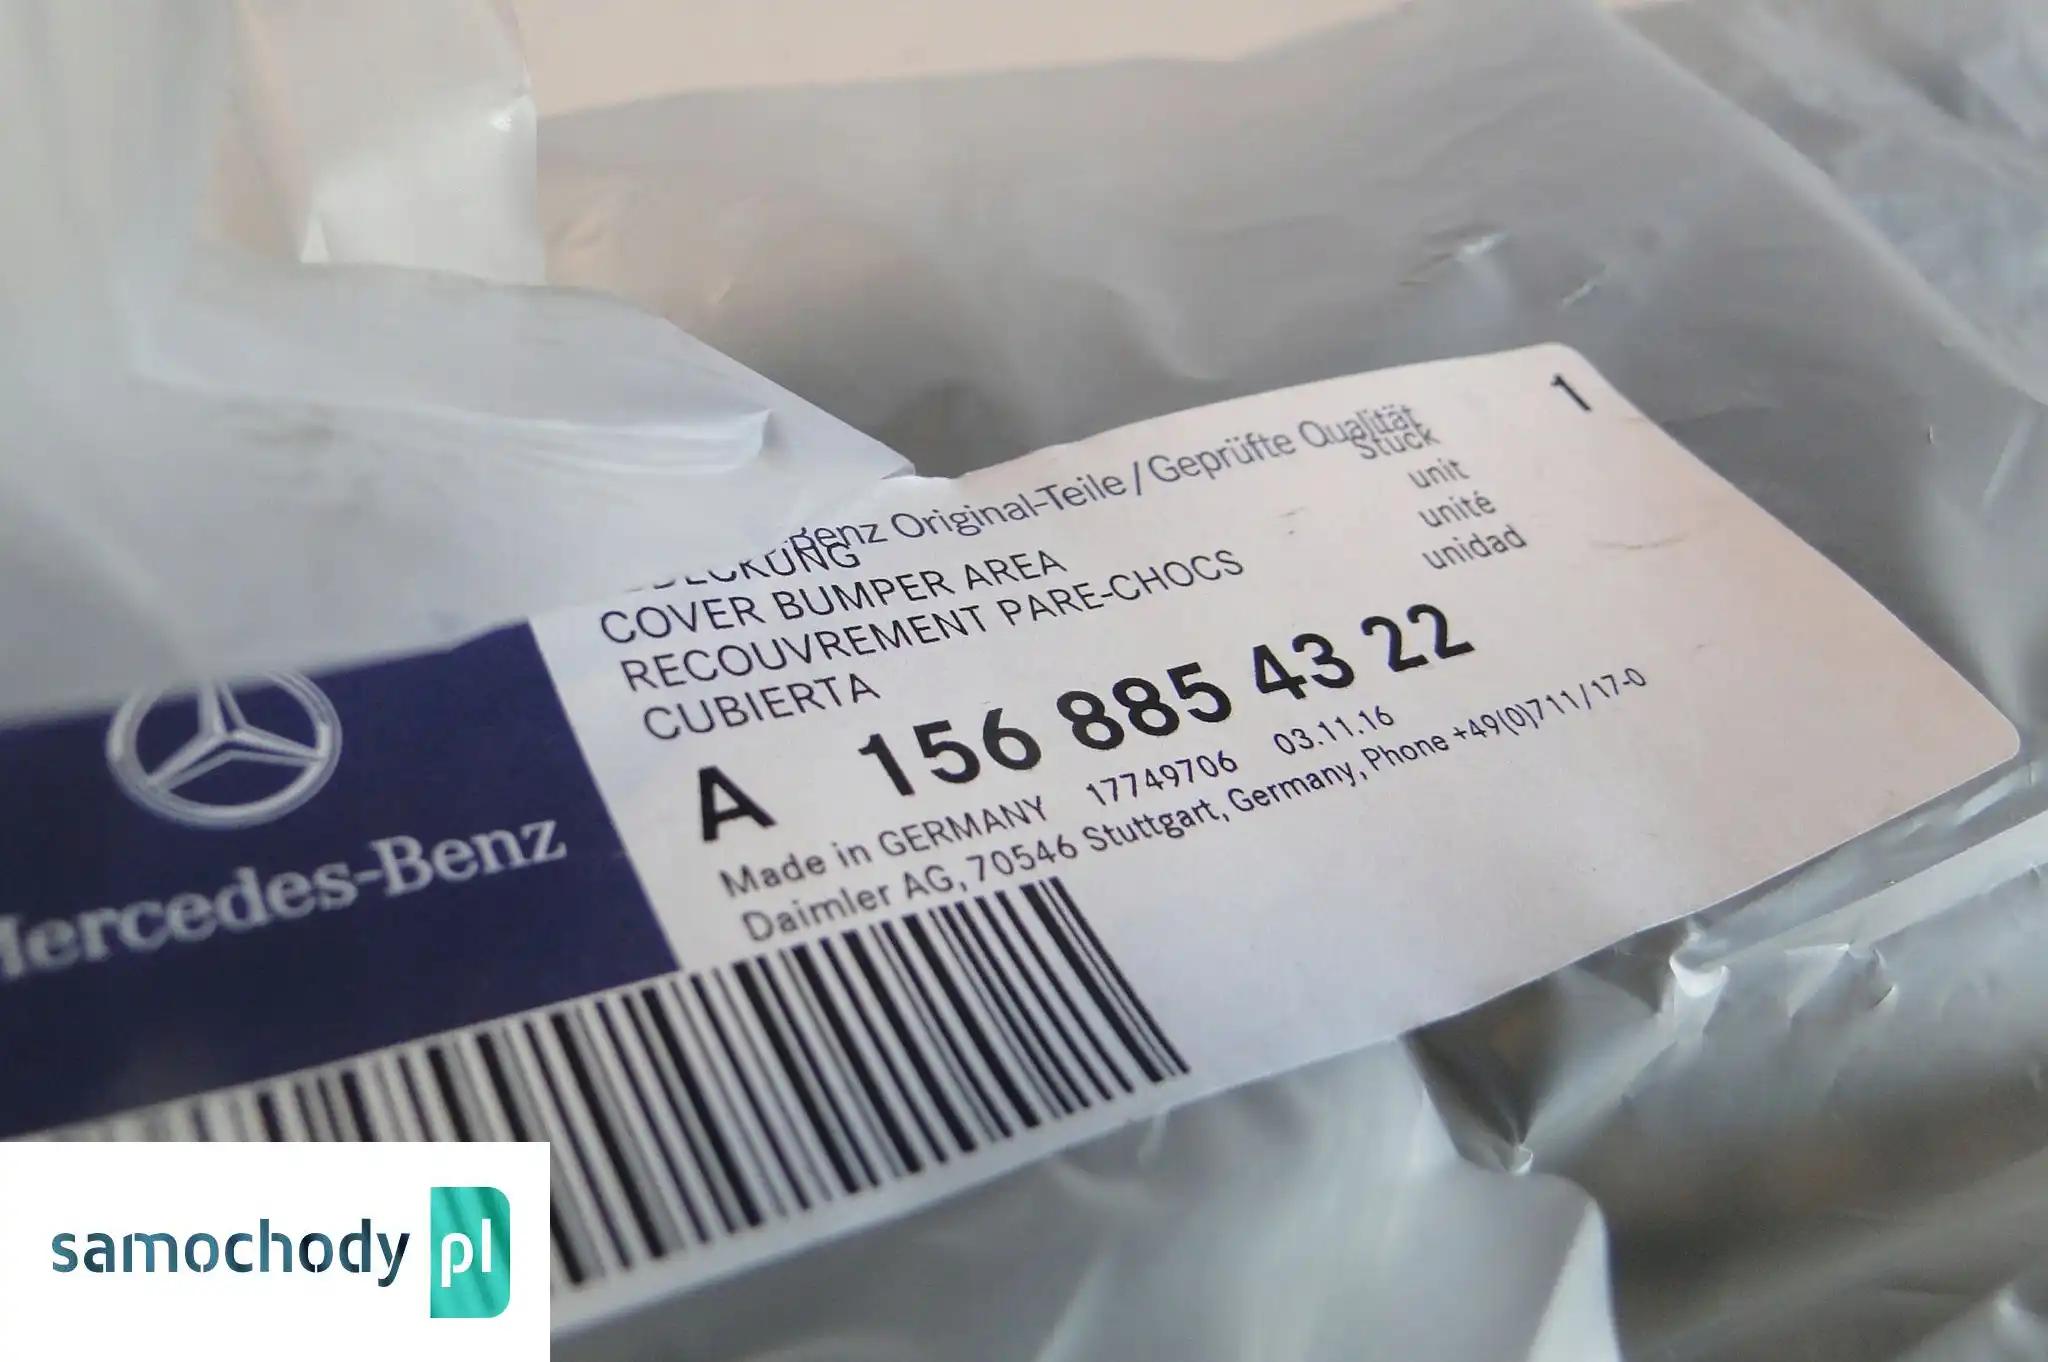 Benz Original-Teile / Geprüfte Qualität
1
Stück
unit
unité
unidad
COVER BUMPER AREA
RECOUVREMENT PARE-CHOCS
CUBIERTA
A 156 885 43 22
Made in GERMANY 17749706 03.11.16
Daimler AG, 70546 Stuttgart, Germany, Phone +49(0)711/17-0
Mercedes-Benz
samochody pl